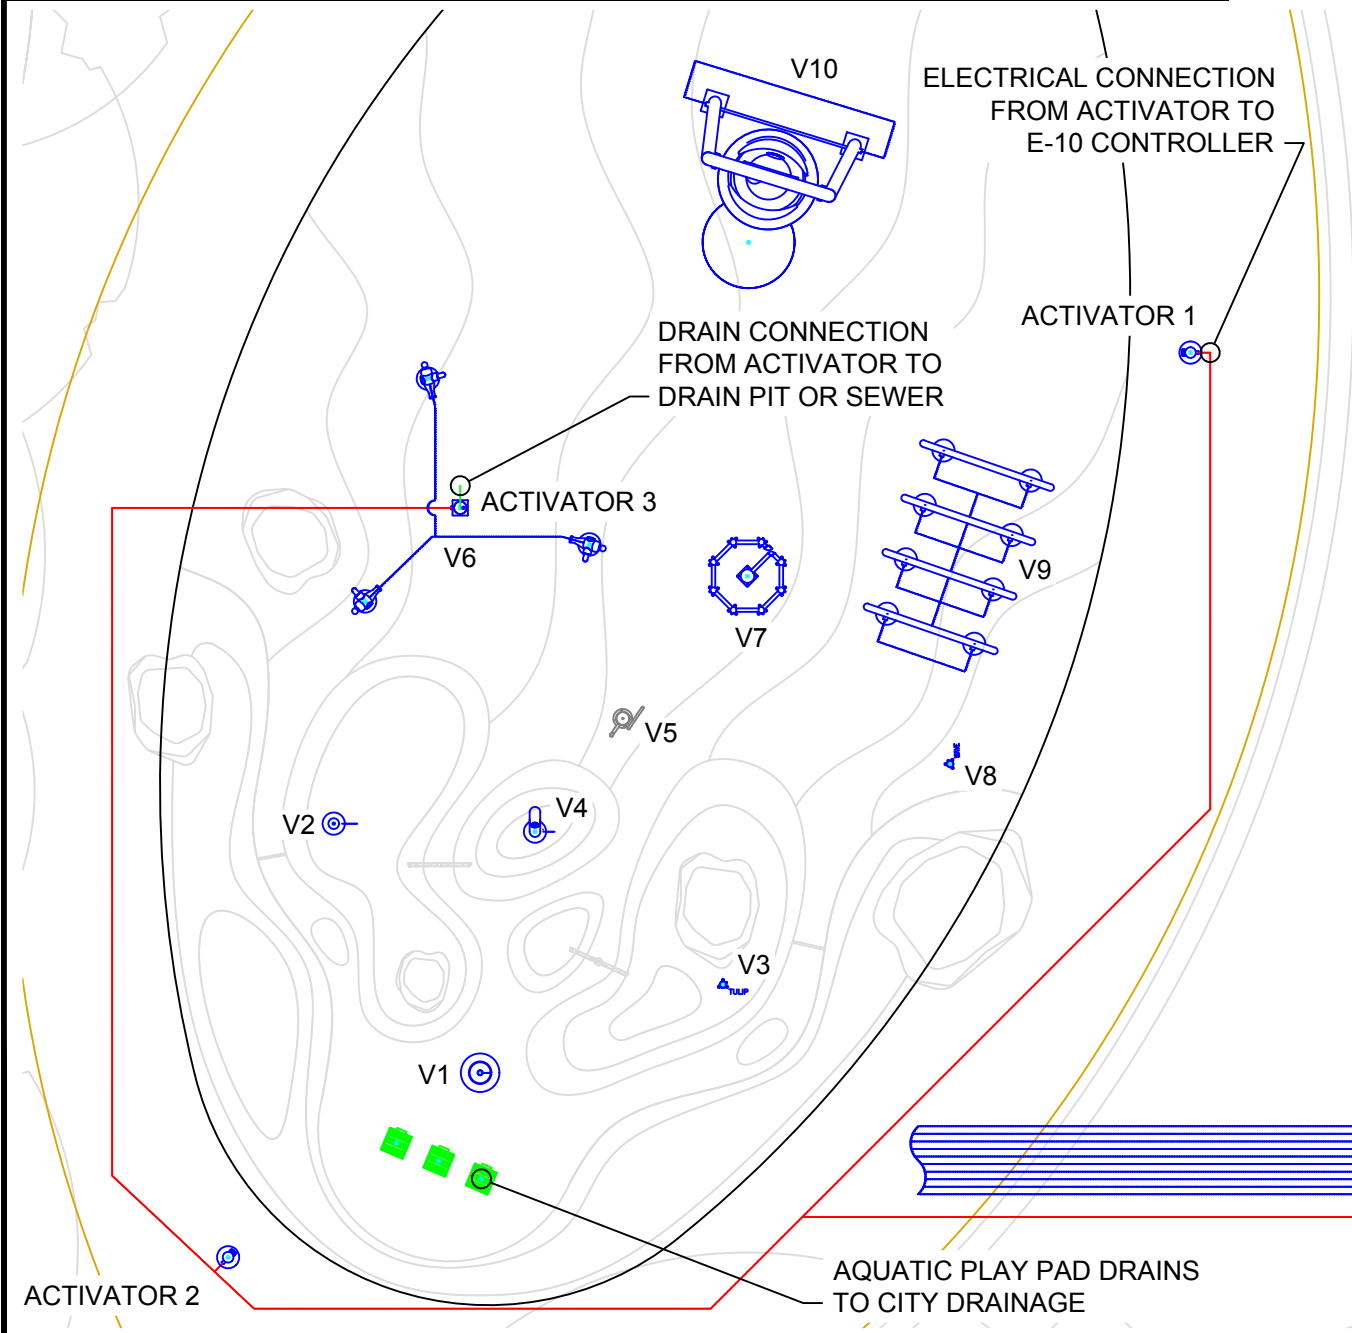 V10
ELECTRICAL CONNECTION
FROM ACTIVATOR TO
E-10 CONTROLLER
ACTIVATOR 1
DRAIN CONNECTION
FROM ACTIVATOR TO
DRAIN PIT OR SEWER
ACTIVATOR 3
V6
V9
V7
V5
V8
V4
V2
V3
TULIP
V1
AQUATIC PLAY PAD DRAINS
TO CITY DRAINAGE
ACTIVATOR 2